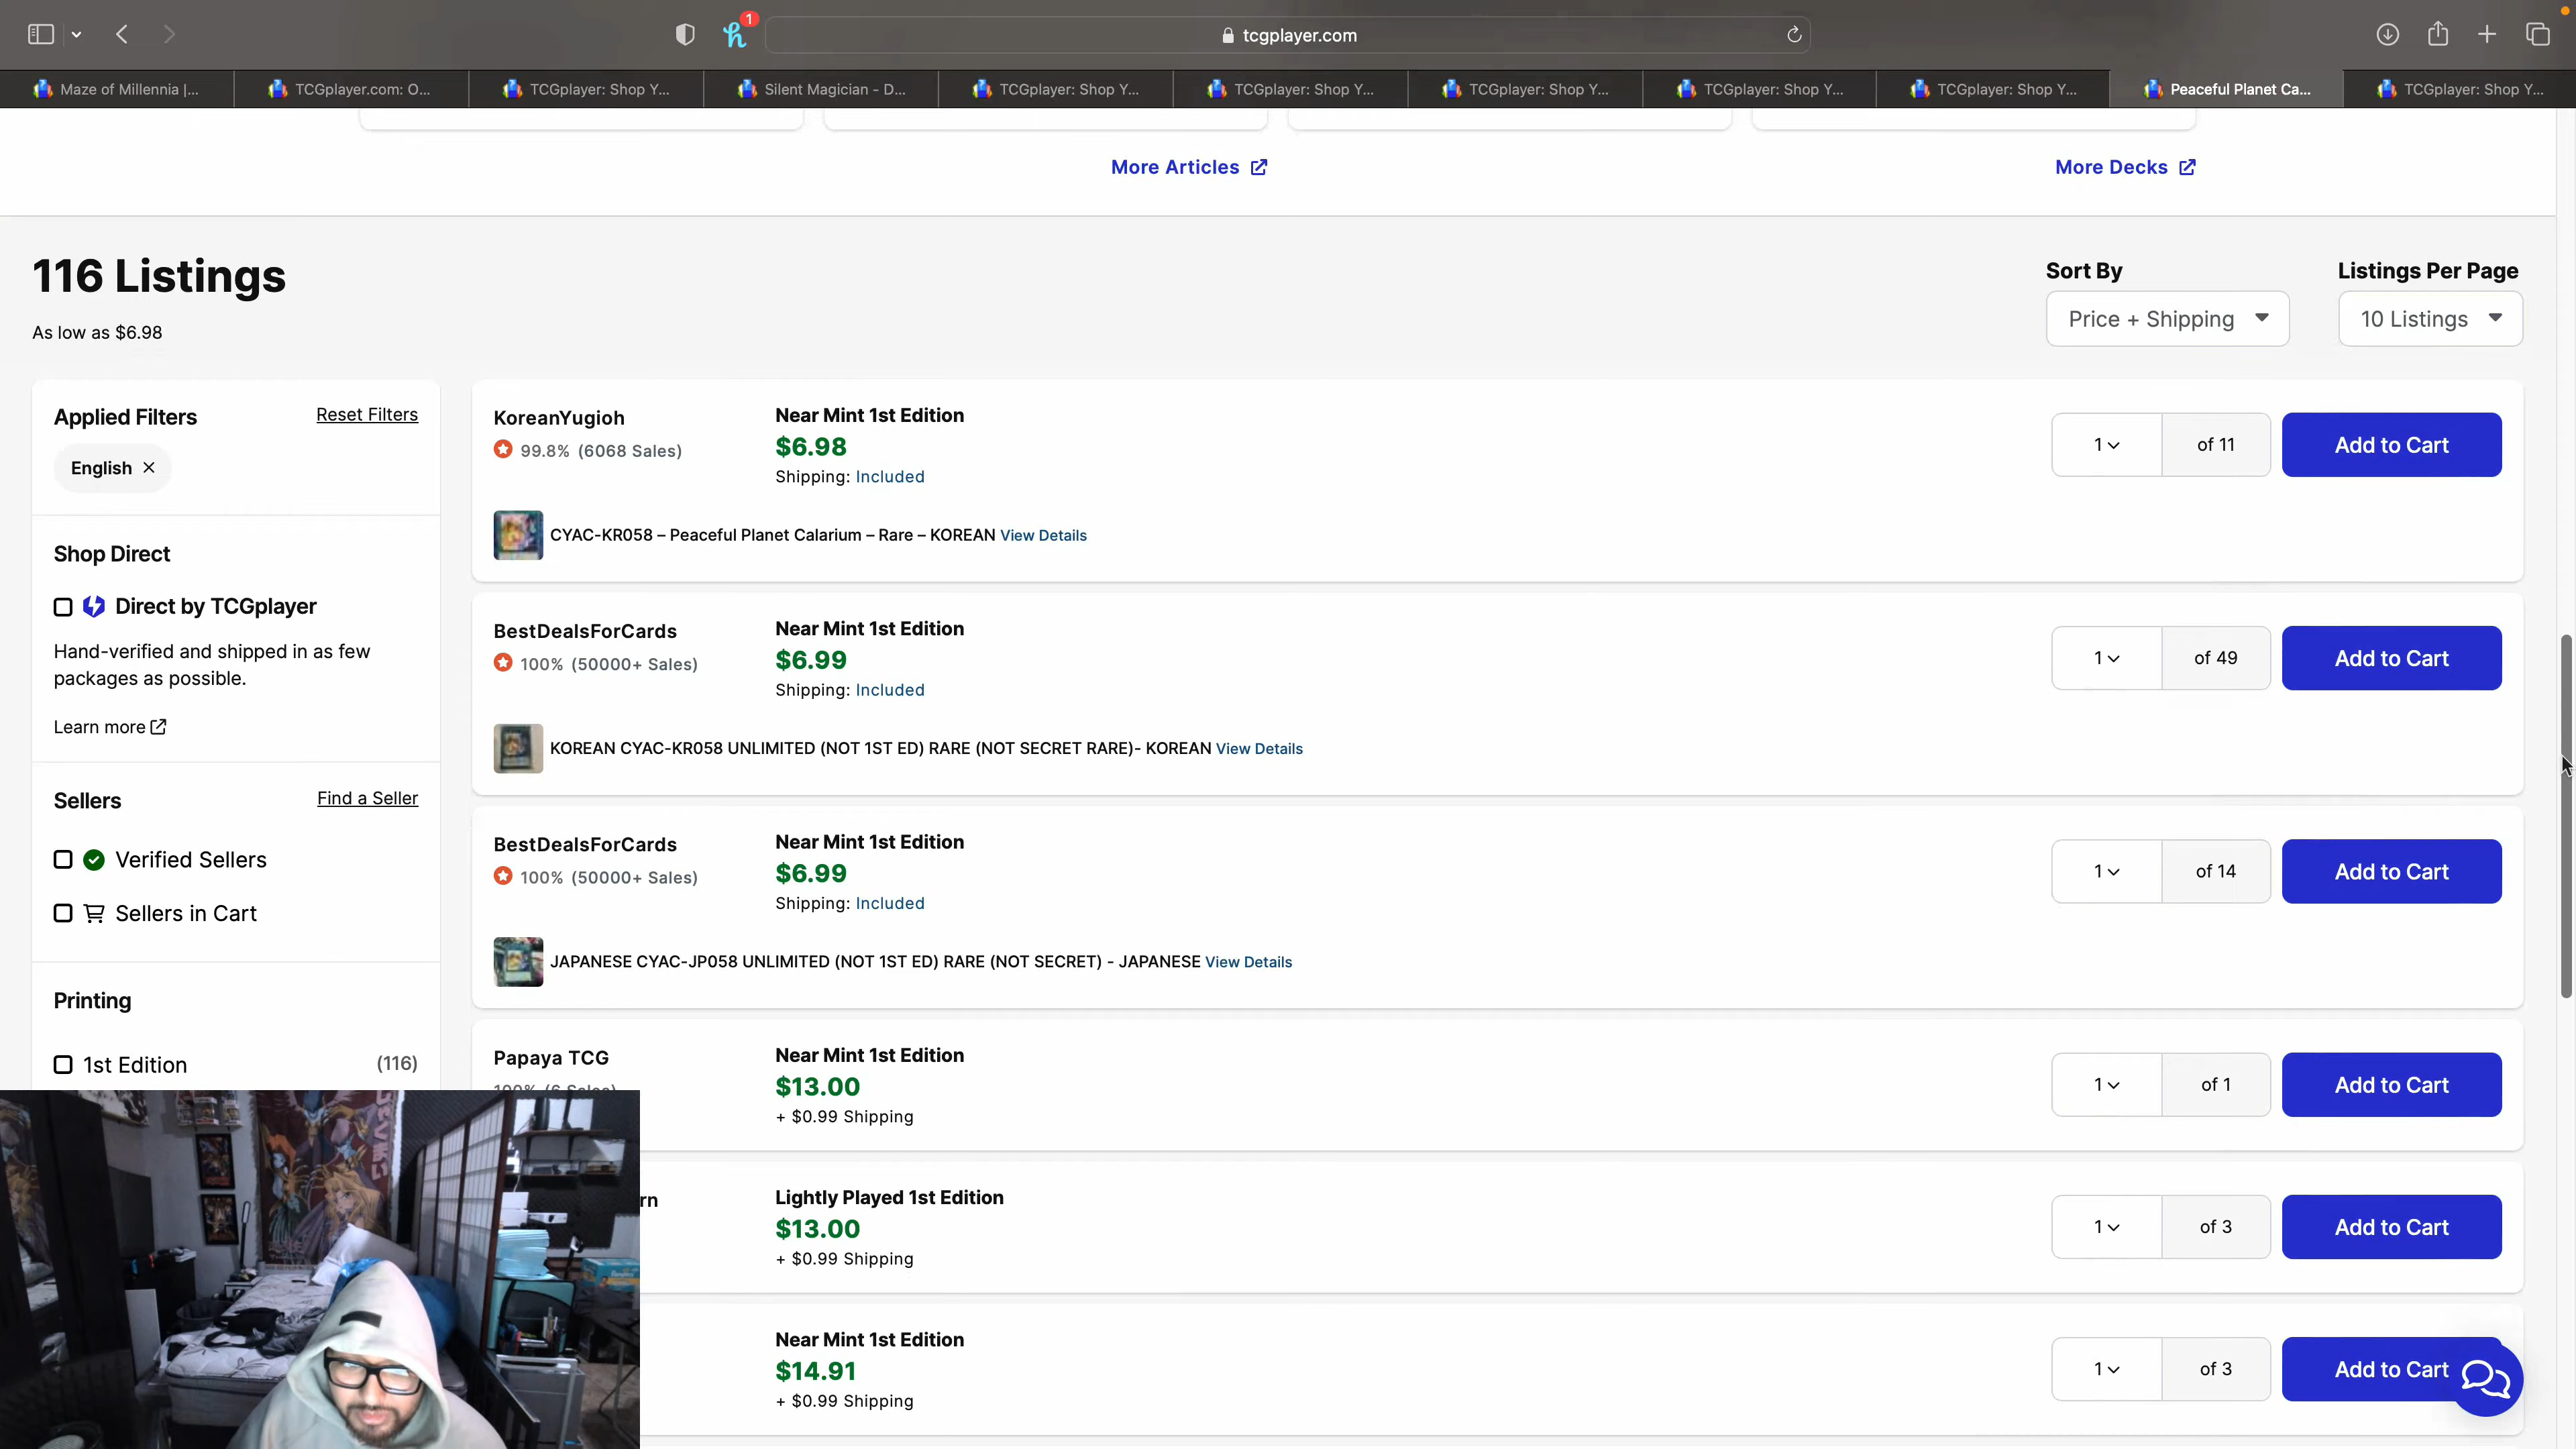 1
tcgplayer.com
Maze of Millennia |...
TCGplayer.com: O...
TCGplayer: Shop Y...
Silent Magician - D...
TCGplayer: Shop Y...
TCGplayer: Shop Y...
TCGplayer: Shop Y...
TCGplayer: Shop Y...
TCGplayer: Shop Y...
Peaceful Planet Ca...
TCGplayer: Shop Y...
More Articles
More Decks
116 Listings
As low as $6.98
Sort By
Price + Shipping
Listings Per Page
10 Listings
Applied Filters
Reset Filters
English
Shop Direct
Direct by TCGplayer
Hand-verified and shipped in as few
packages as possible.
Learn more
Sellers
Find a Seller
Verified Sellers
Sellers in Cart
Printing
1st Edition (116)
KoreanYugioh
99.8% (6068 Sales)
Near Mint 1st Edition
$6.98
Shipping: Included
1 of 11
Add to Cart
CYAC-KR058 – Peaceful Planet Calarium – Rare – KOREAN View Details
BestDealsForCards
100% (50000+ Sales)
Near Mint 1st Edition
$6.99
Shipping: Included
1 of 49
Add to Cart
KOREAN CYAC-KR058 UNLIMITED (NOT 1ST ED) RARE (NOT SECRET RARE)- KOREAN View Details
BestDealsForCards
100% (50000+ Sales)
Near Mint 1st Edition
$6.99
Shipping: Included
1 of 14
Add to Cart
JAPANESE CYAC-JP058 UNLIMITED (NOT 1ST ED) RARE (NOT SECRET) - JAPANESE View Details
Papaya TCG
100% (6 Sales)
Near Mint 1st Edition
$13.00
+ $0.99 Shipping
1 of 1
Add to Cart
rn
Lightly Played 1st Edition
$13.00
+ $0.99 Shipping
1 of 3
Add to Cart
Near Mint 1st Edition
$14.91
+ $0.99 Shipping
1 of 3
Add to Cart